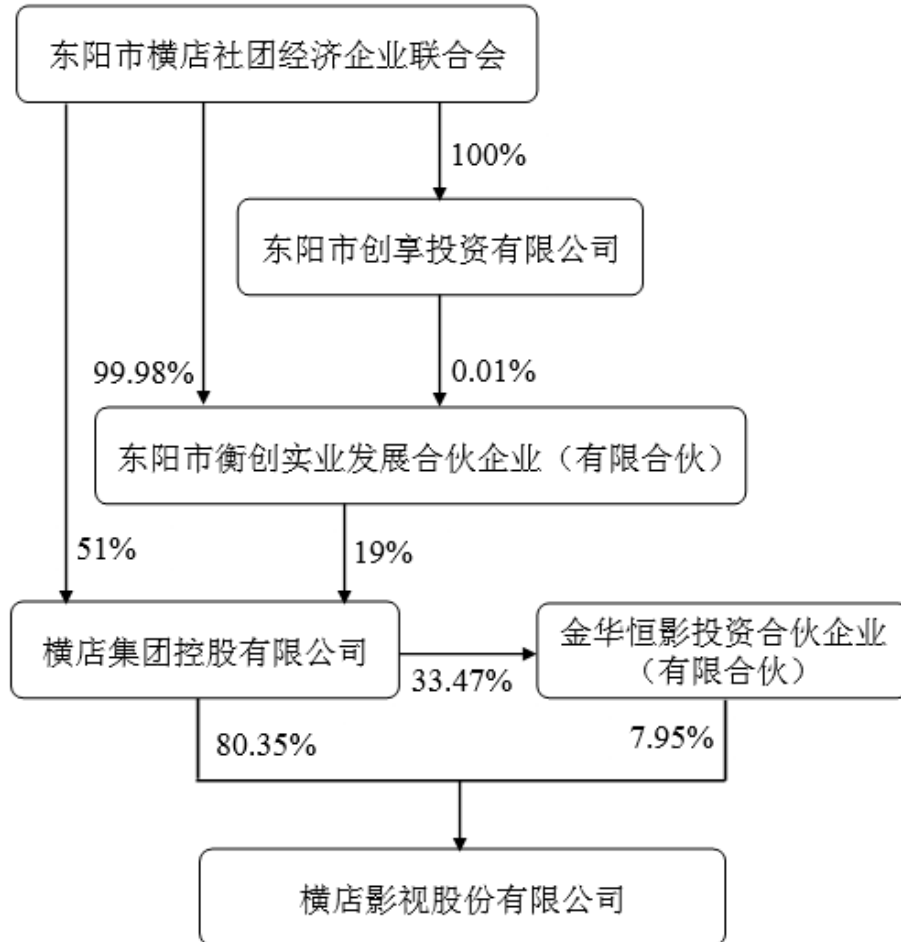 东阳市横店社团经济企业联合会
100%
东阳市创享投资有限公司
99.98%
0.01%
东阳市衡创实业发展合伙企业（有限合伙）
51%
19%
横店集团控股有限公司
33.47%
金华恒影投资合伙企业
（有限合伙）
80.35%
7.95%
横店影视股份有限公司